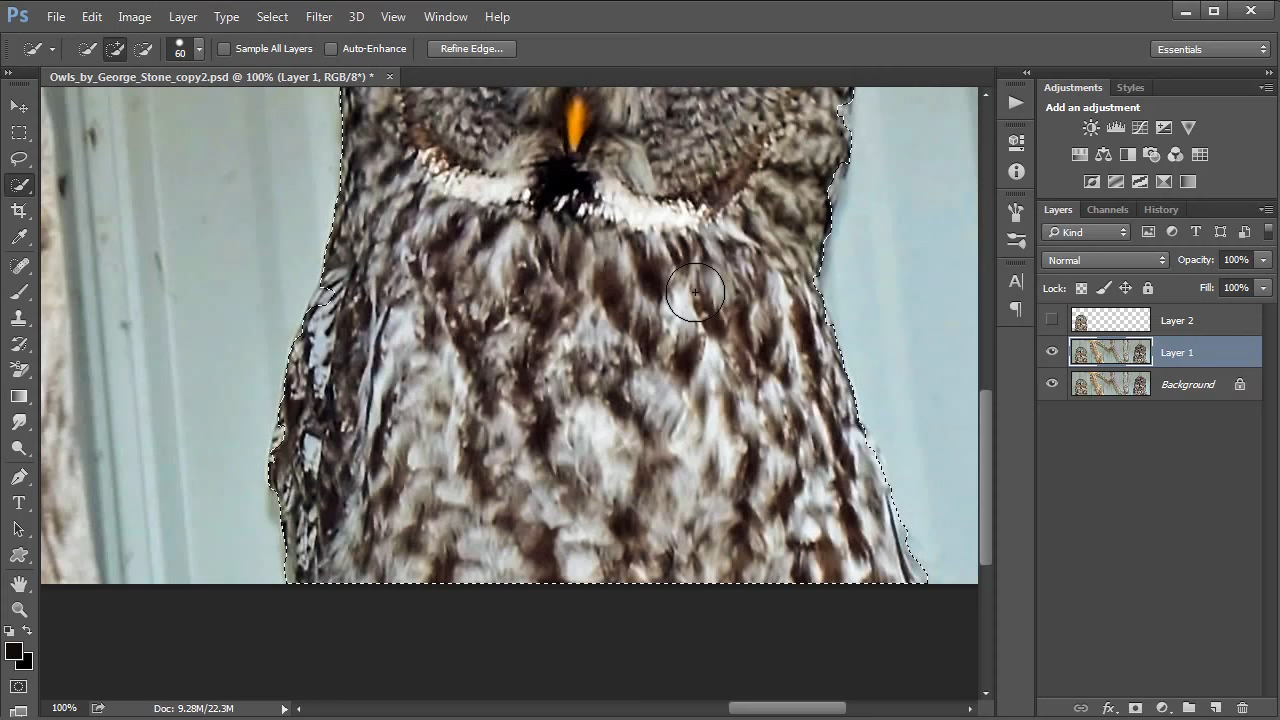 Ps File Edit Image Layer Type Select Filter 3D View Window Help
60 Sample All Layers Auto-Enhance Refine Edge... Essentials
Owls_by_George_Stone_copy2.psd @ 100% (Layer 1, RGB/8*) * ×
Adjustments Styles
Add an adjustment
Layers Channels History
Kind
Normal Opacity: 100%
Lock: Fill: 100%
Layer 2
Layer 1
Background
100% Doc: 9.28M/22.3M